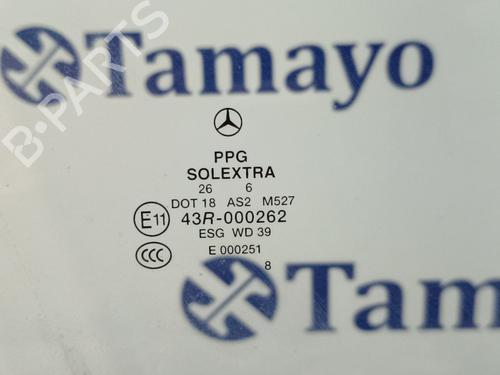 Tamayo
B-PARTS
PPG
SOLEXTRA
26 6
DOT 18 AS2 M527
E11 43R-000262
ESG WD 39
CCC E 000251
8
Tam